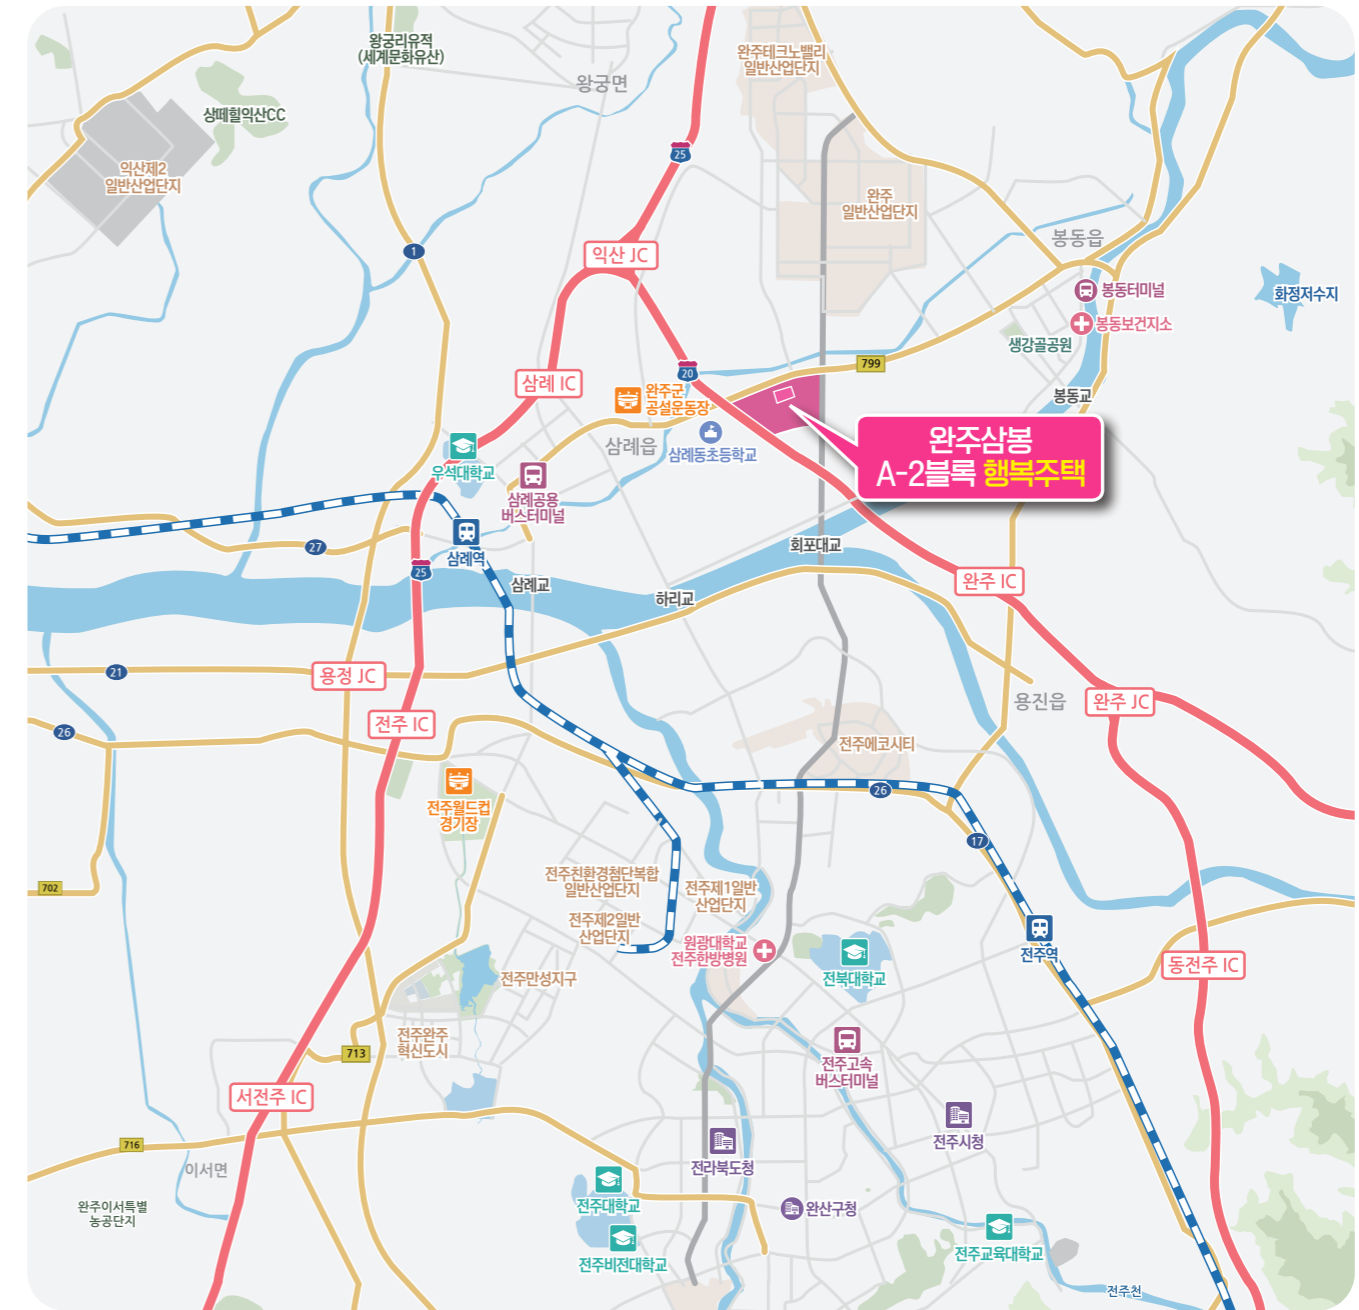 왕궁리유적
(세계문화유산)
왕궁면
완주테크노밸리
일반산업단지
상떼힐익산CC
익산제2
일반산업단지
25
완주
일반산업단지
1
익산 JC
봉동읍
봉동터미널
화정저수지
봉동보건지소
생강골공원
799
20
삼례 IC
완주군
공설운동장
봉동교
삼례읍
삼례동초등학교
완주삼봉
A-2블록 행복주택
우석대학교
삼례공용
버스터미널
27
삼례역
25
삼례교
하리교
회포대교
완주 IC
21
용정 JC
용진읍
완주 JC
전주 IC
26
전주에코시티
전주월드컵
경기장
26
17
702
전주친환경첨단복합
일반산업단지
전주제1일반
산업단지
전주제2일반
산업단지
원광대학교
전주한방병원
전북대학교
전주역
동전주 IC
전주만성지구
전주완주
혁신도시
713
전주고속
버스터미널
서전주 IC
전주시청
716
이서면
전라북도청
완주이서특별
농공단지
전주대학교
완산구청
전주비전대학교
전주교육대학교
전주천